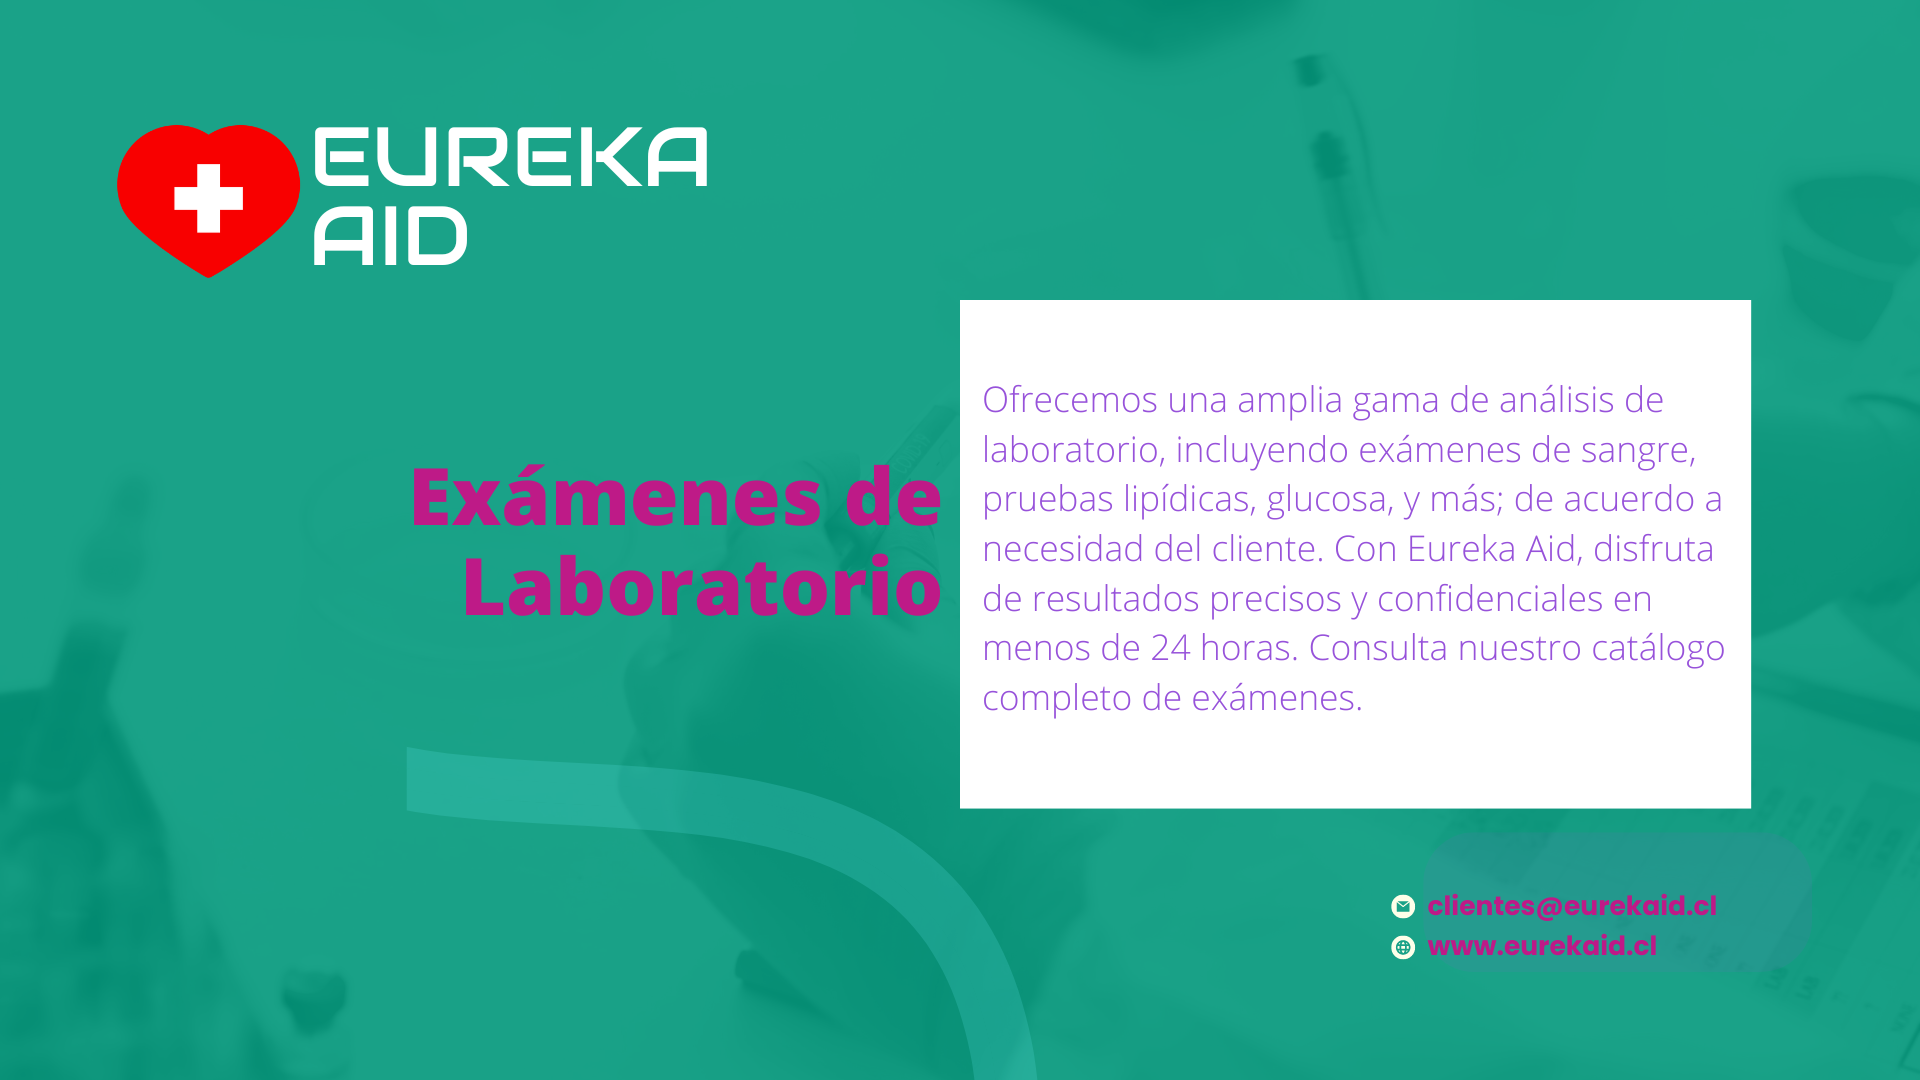 EUREKA
AID
Exámenes de
Laboratorio
Ofrecemos una amplia gama de análisis de
laboratorio, incluyendo exámenes de sangre,
pruebas lipídicas, glucosa, y más; de acuerdo a
necesidad del cliente. Con Eureka Aid, disfruta
de resultados precisos y confidenciales en
menos de 24 horas. Consulta nuestro catálogo
completo de exámenes.
clientes@eurekaid.cl
www.eurekaid.cl